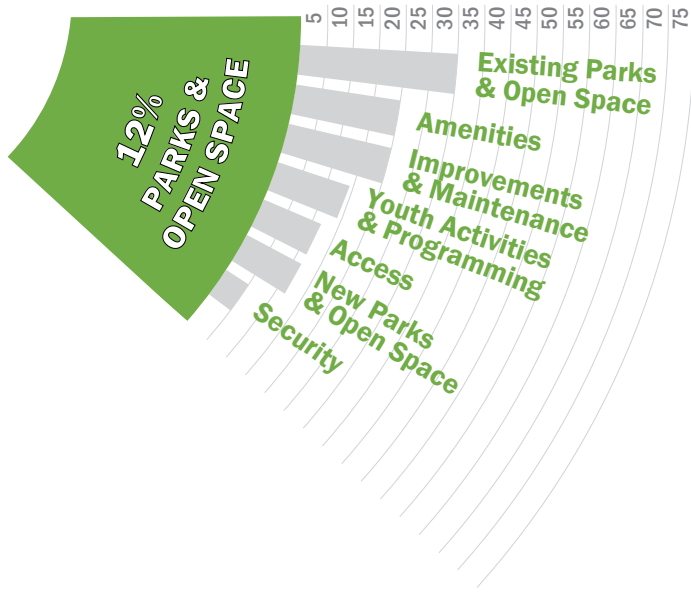 5 10 15 20 25 30 35 40 45 50 55 60 65 70 75
12%
PARKS &
OPEN SPACE
Existing Parks
& Open Space
Amenities
Improvements
& Maintenance
Youth Activities
& Programming
Access
New Parks
& Open Space
Security